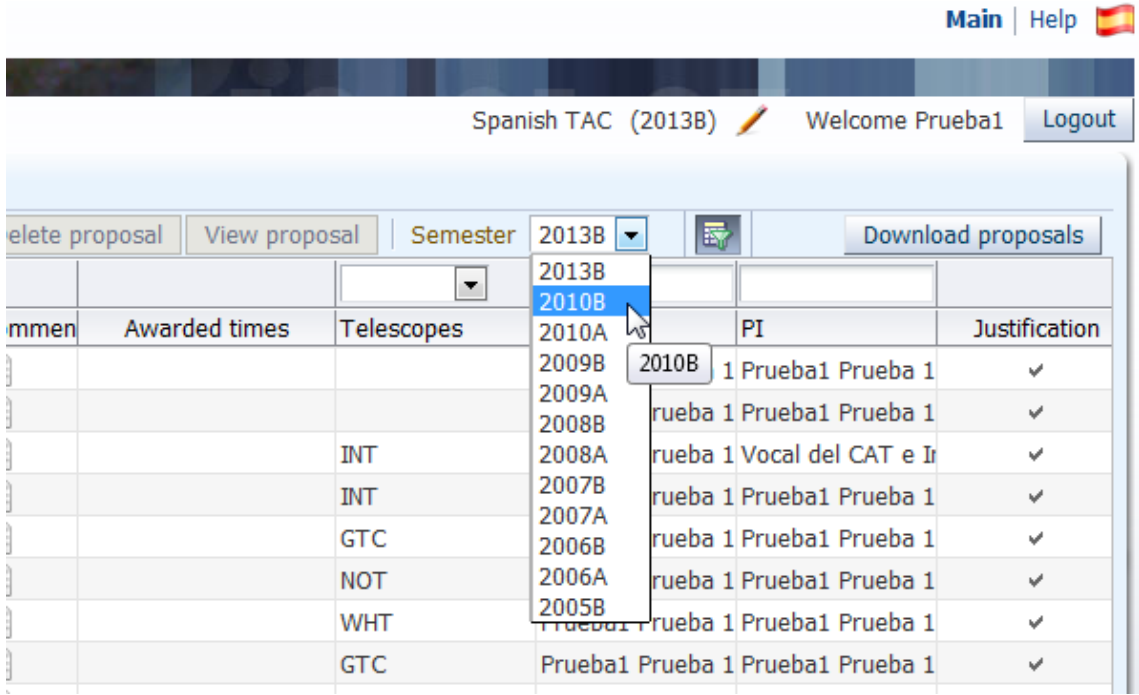 Main | Help
Spanish TAC (2013B) Welcome Prueba1 Logout
elete proposal View proposal Semester 2013B Download proposals
2013B
2010B
2010A
2009B
2009A
2008B
2008A
2007B
2007A
2006B
2006A
2005B
2010B
ommen Awarded times Telescopes PI Justification
1 Prueba1 Prueba 1
rueba 1 Prueba1 Prueba 1
INT rueba 1 Vocal del CAT e In
INT rueba 1 Prueba1 Prueba 1
GTC rueba 1 Prueba1 Prueba 1
NOT rueba 1 Prueba1 Prueba 1
WHT Prueba1 Prueba 1 Prueba1 Prueba 1
GTC Prueba1 Prueba 1 Prueba1 Prueba 1